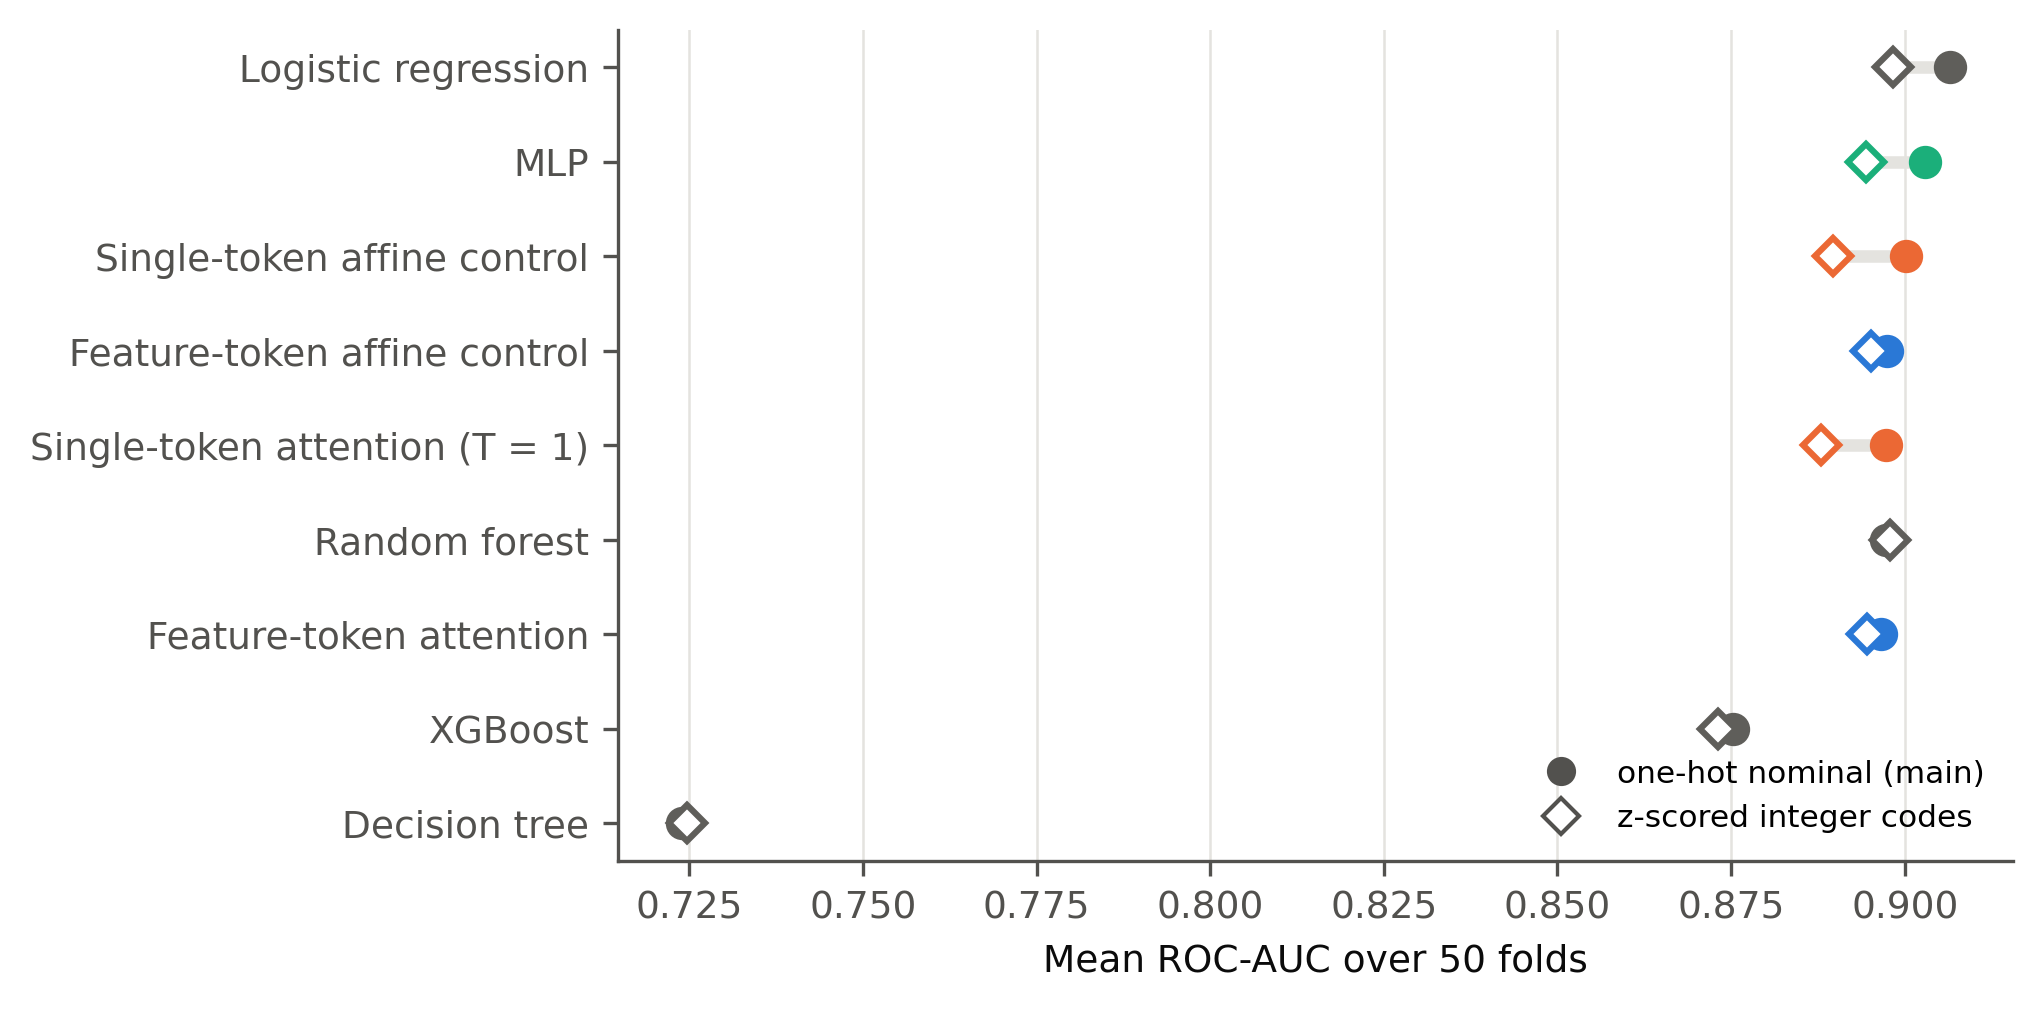 Logistic regression
MLP
Single-token affine control
Feature-token affine control
Single-token attention (T = 1)
Random forest
Feature-token attention
XGBoost
Decision tree
one-hot nominal (main)
z-scored integer codes
0.725 0.750 0.775 0.800 0.825 0.850 0.875 0.900
Mean ROC-AUC over 50 folds